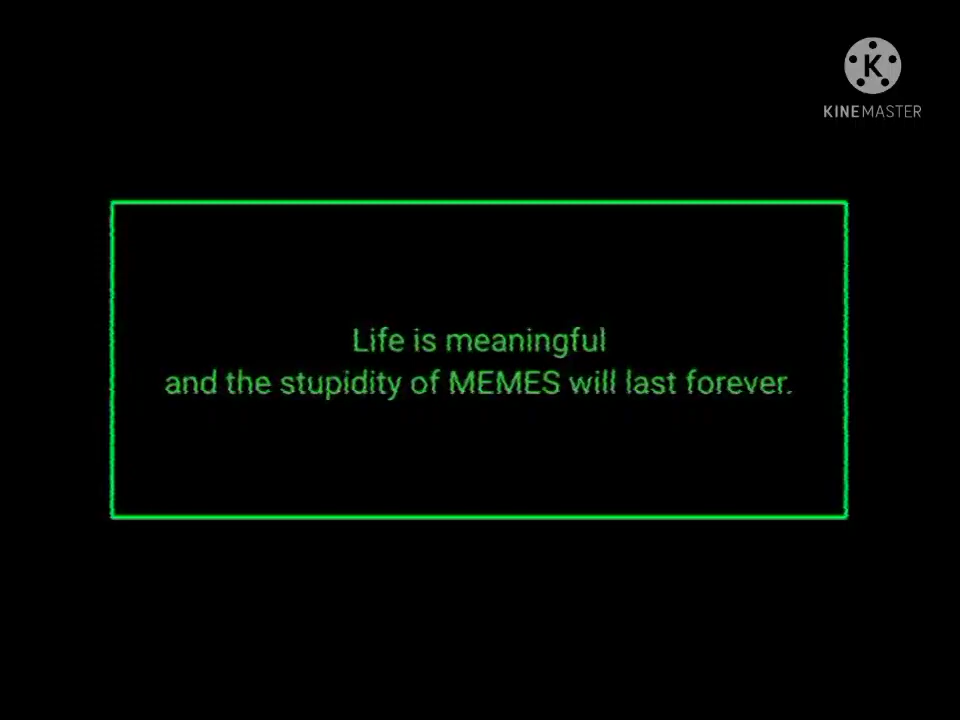 K
KINEMASTER
Life is meaningful
and the stupidity of MEMES will last forever.